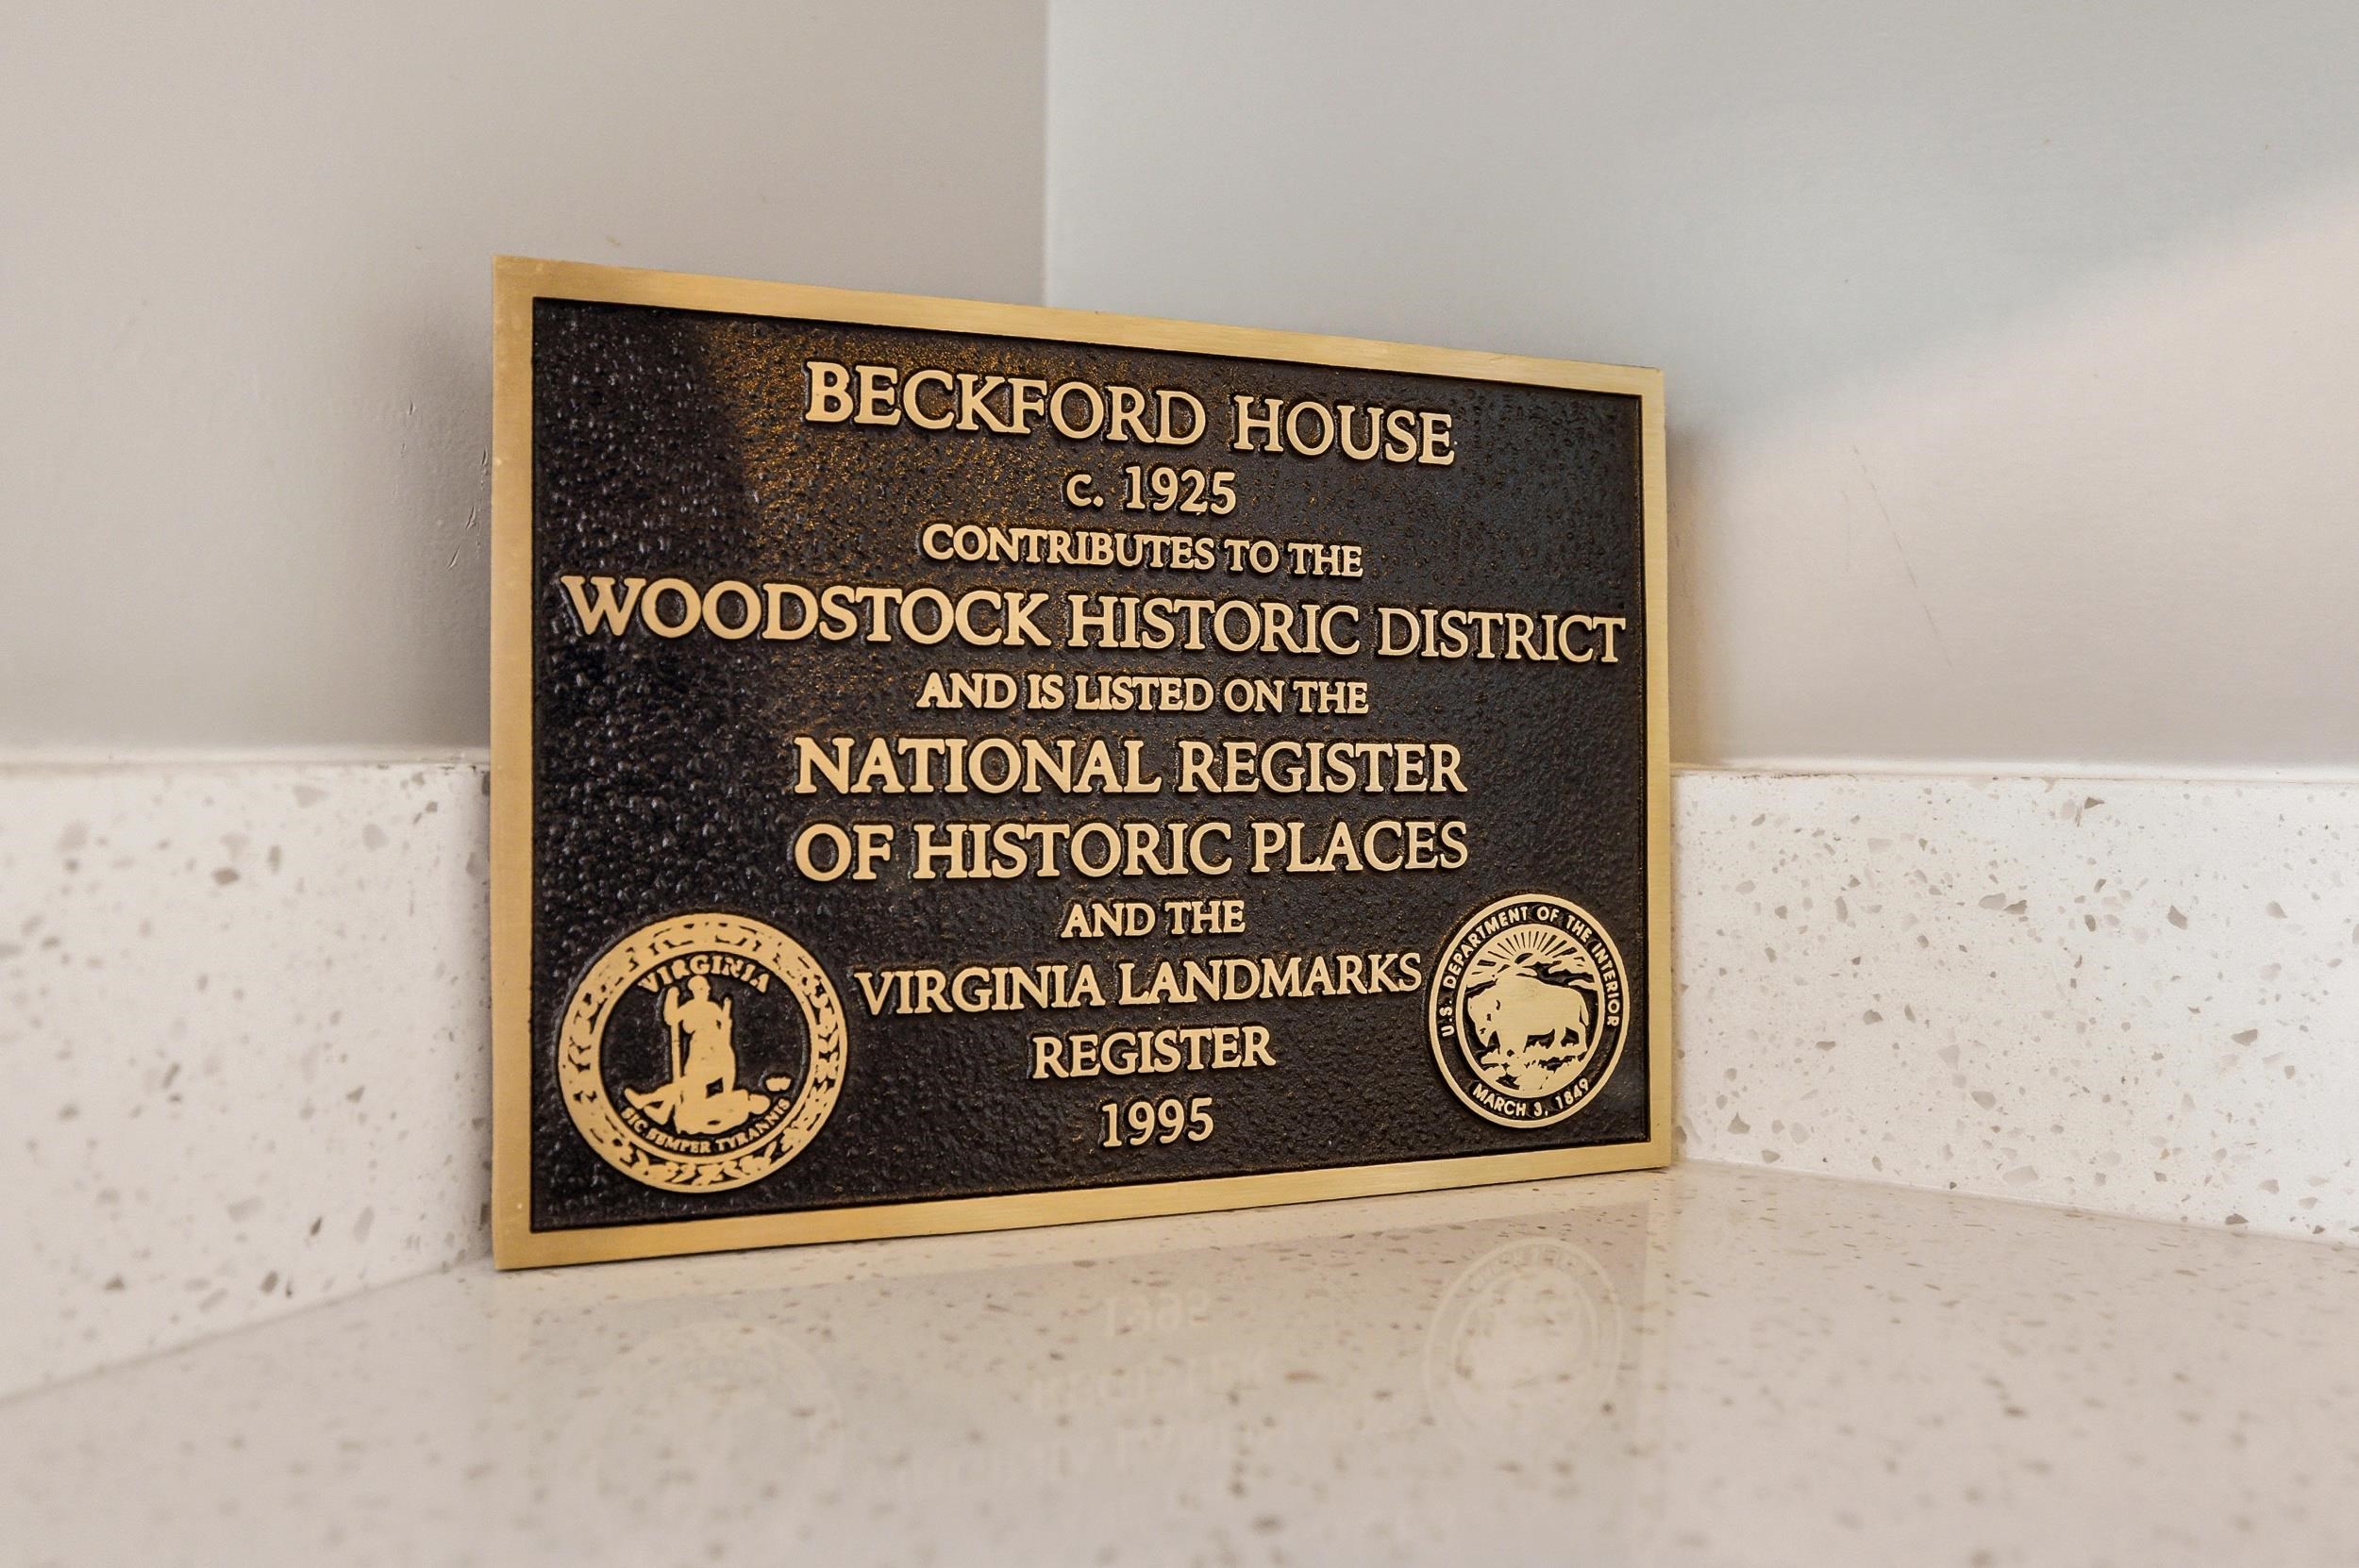 BECKFORD HOUSE
c. 1925
CONTRIBUTES TO THE
WOODSTOCK HISTORIC DISTRICT
AND IS LISTED ON THE
NATIONAL REGISTER
OF HISTORIC PLACES
AND THE
VIRGINIA LANDMARKS
REGISTER
1995
VIRGINIA
SIC SEMPER TYRANNIS
U.S. DEPARTMENT OF THE INTERIOR
MARCH 3, 1849